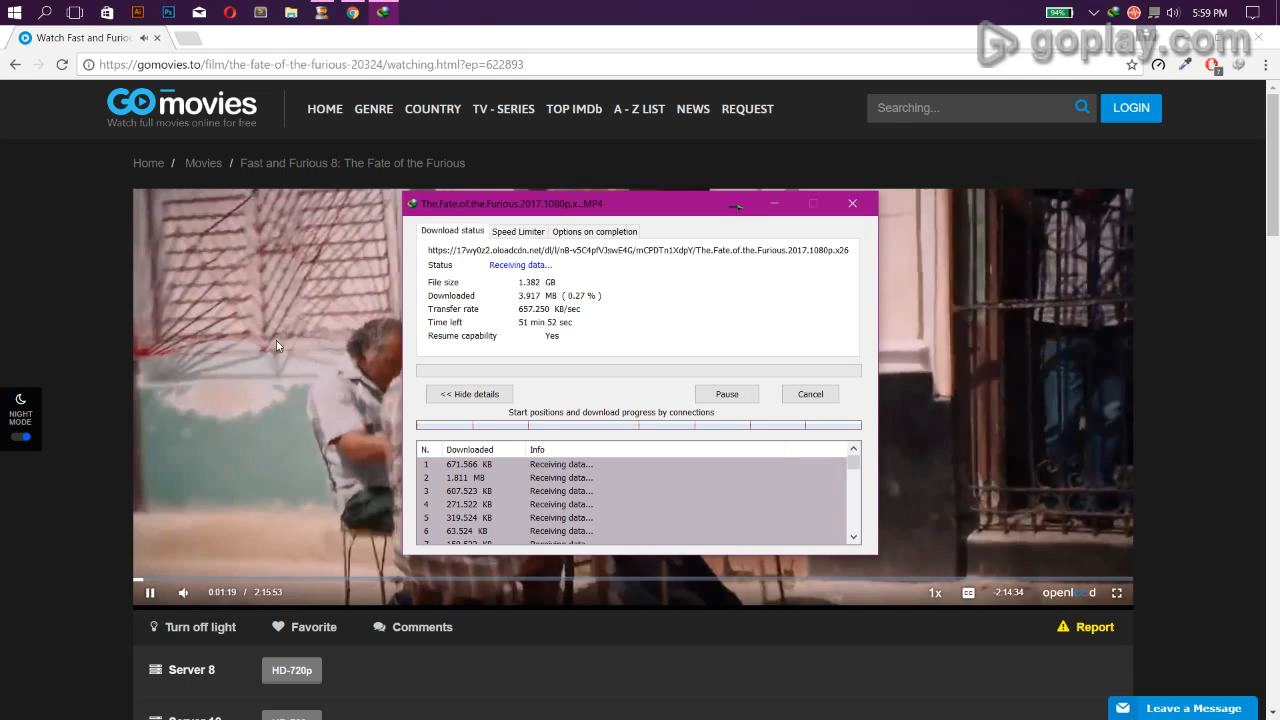 94%
5:59 PM
Watch Fast and Furio
goplay.com
https://gomovies.to/film/the-fate-of-the-furious-20324/watching.html?ep=622893
7
GOmovies
Watch full movies online for free
HOME GENRE COUNTRY TV - SERIES TOP IMDb A - Z LIST NEWS REQUEST
Searching...
LOGIN
Home / Movies / Fast and Furious 8: The Fate of the Furious
The.Fate.of.the.Furious.2017.1080p.x...MP4
Download status Speed Limiter Options on completion
https://17wy0z2.oloadcdn.net/dl/l/nB-v5C4pfVJswE4G/mCPDTn1XdpY/The.Fate.of.the.Furious.2017.1080p.x26
Status Receiving data...
File size 1.382 GB
Downloaded 3.917 MB ( 0.27 % )
Transfer rate 657.250 KB/sec
Time left 51 min 52 sec
Resume capability Yes
<< Hide details Pause Cancel
Start positions and download progress by connections
N. Downloaded Info
1 671.566 KB Receiving data...
2 1.811 MB Receiving data...
3 607.523 KB Receiving data...
4 271.522 KB Receiving data...
5 319.524 KB Receiving data...
6 63.524 KB Receiving data...
NIGHT
MODE
0:01:19 / 2:15:53
1x CC -2:14:34 openload
Turn off light Favorite Comments Report
Server 8 HD-720p
Leave a Message